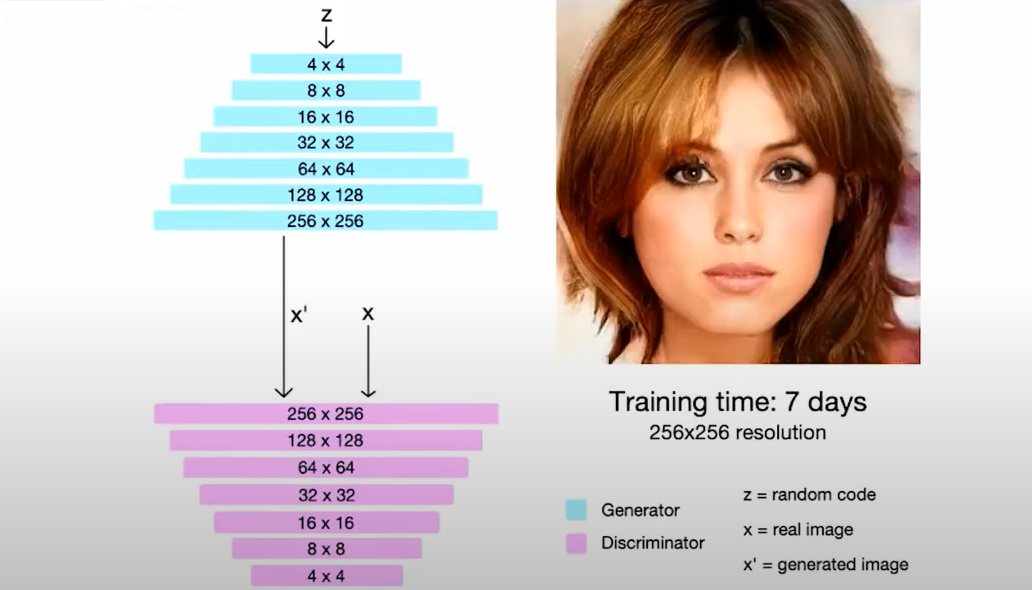 z
4 x 4
8 x 8
16 x 16
32 x 32
64 x 64
128 x 128
256 x 256
x'
x
256 x 256
128 x 128
64 x 64
32 x 32
16 x 16
8 x 8
4 x 4
Training time: 7 days
256x256 resolution
Generator
Discriminator
z = random code
x = real image
x' = generated image